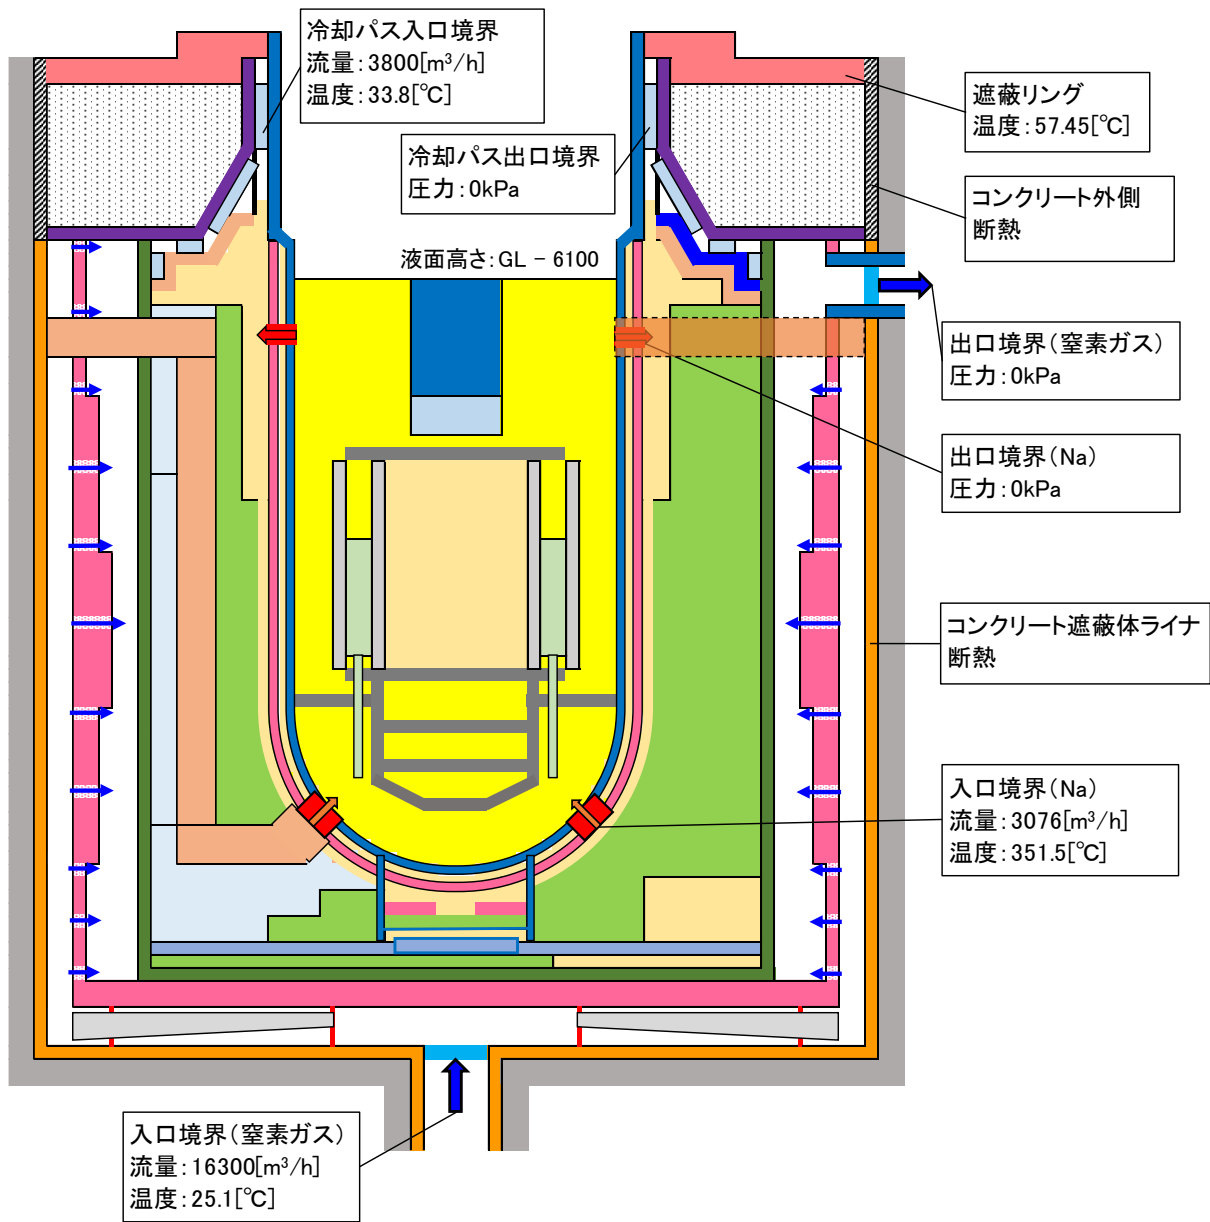 冷却パス入口境界
流量:3800[m³/h]
温度:33.8[℃]
冷却パス出口境界
圧力:0kPa
遮蔽リング
温度:57.45[℃]
コンクリート外側
断熱
液面高さ:GL - 6100
出口境界(窒素ガス)
圧力:0kPa
出口境界(Na)
圧力:0kPa
コンクリート遮蔽体ライナ
断熱
入口境界(Na)
流量:3076[m³/h]
温度:351.5[℃]
入口境界(窒素ガス)
流量:16300[m³/h]
温度:25.1[℃]